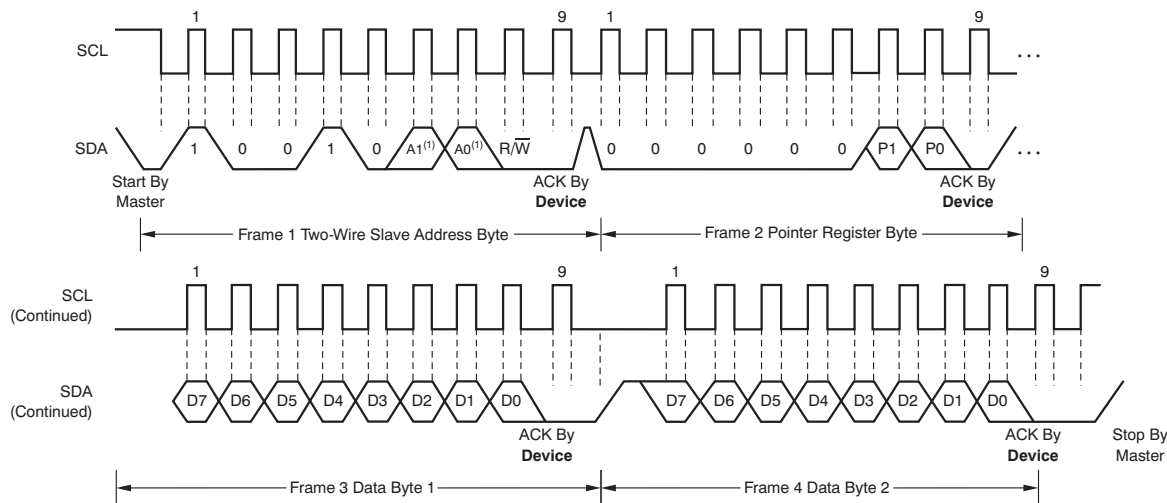 1 9 1 9
SCL ...
SDA 1 0 0 1 0 A1(1) A0(1) R/W 0 0 0 0 0 0 P1 P0 ...
Start By Master
ACK By Device
ACK By Device
Frame 1 Two-Wire Slave Address Byte
Frame 2 Pointer Register Byte
1 9 1 9
SCL (Continued)
SDA (Continued)
D7 D6 D5 D4 D3 D2 D1 D0 D7 D6 D5 D4 D3 D2 D1 D0
ACK By Device
ACK By Device
Stop By Master
Frame 3 Data Byte 1
Frame 4 Data Byte 2